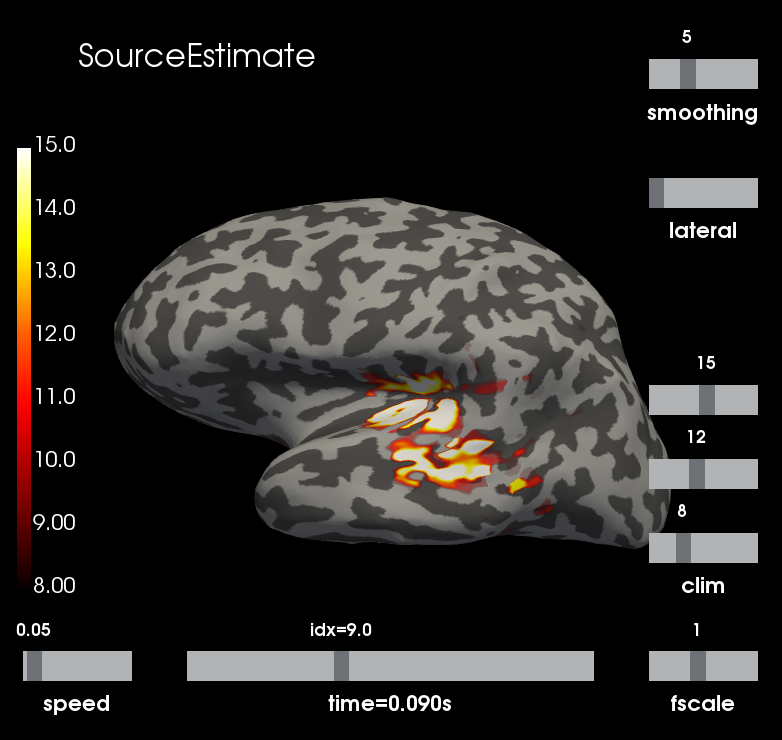 SourceEstimate
5
smoothing
lateral
15.0
14.0
13.0
12.0
11.0
10.0
9.00
8.00
15
12
8
clim
0.05
speed
idx=9.0
time=0.090s
1
fscale